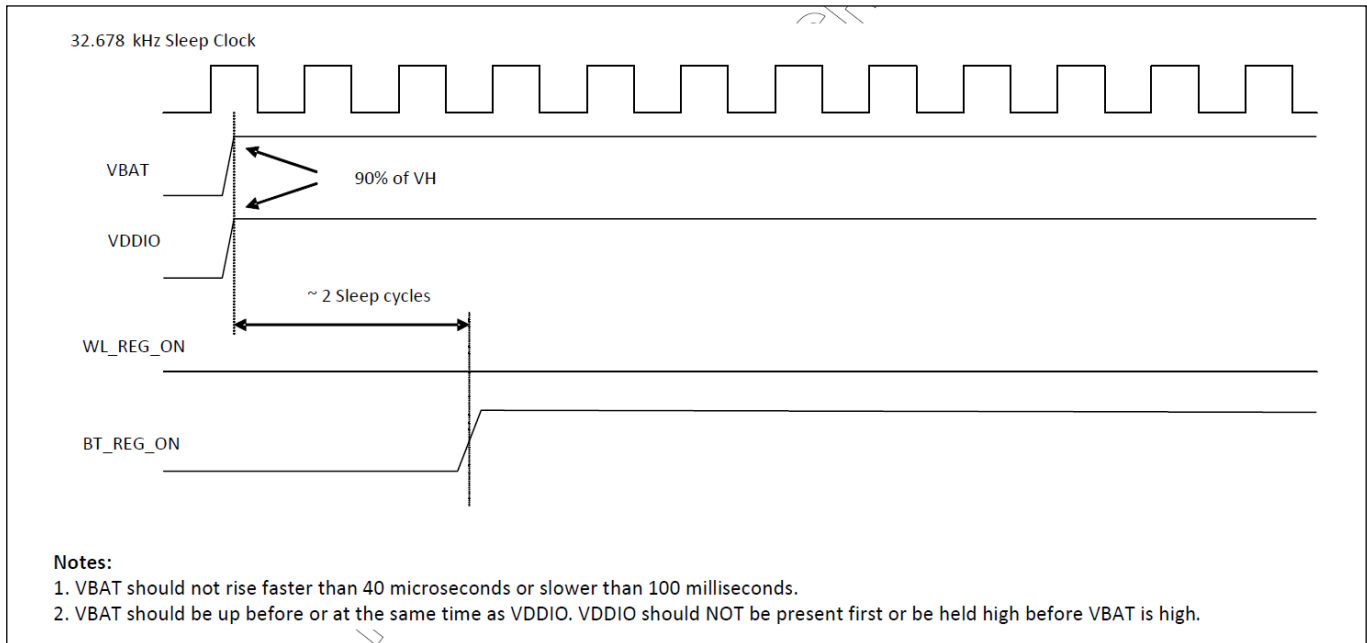 32.678 kHz Sleep Clock
VBAT
90% of VH
VDDIO
~ 2 Sleep cycles
WL_REG_ON
BT_REG_ON
Notes:
1. VBAT should not rise faster than 40 microseconds or slower than 100 milliseconds.
2. VBAT should be up before or at the same time as VDDIO. VDDIO should NOT be present first or be held high before VBAT is high.